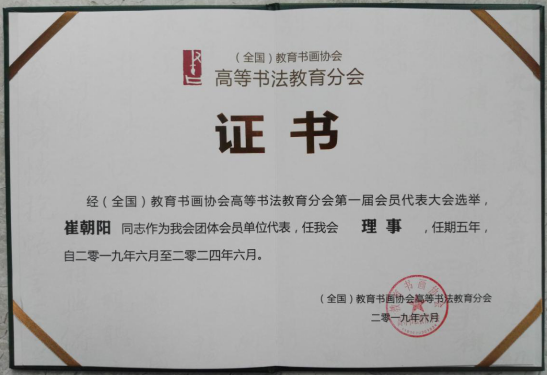 （全国）教育书画协会
高等书法教育分会
证书
经（全国）教育书画协会高等书法教育分会第一届会员代表大会选举，
崔朝阳 同志作为我会团体会员单位代表，任我会 理事 ，任期五年，
自二零一九年六月至二零二四年六月。
（全国）教育书画协会高等书法教育分会
二零一九年六月